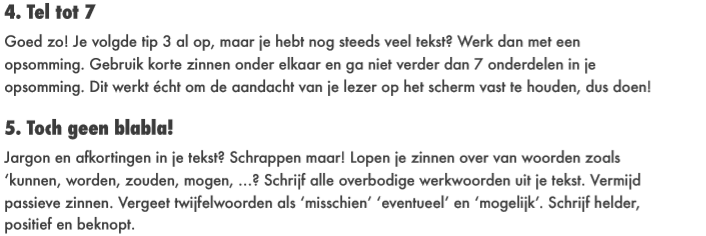 4. Tel tot 7
Goed zo! Je volgde tip 3 al op, maar je hebt nog steeds veel tekst? Werk dan met een
opsomming. Gebruik korte zinnen onder elkaar en ga niet verder dan 7 onderdelen in je
opsomming. Dit werkt écht om de aandacht van je lezer op het scherm vast te houden, dus doen!
5. Toch geen blabla!
Jargon en afkortingen in je tekst? Schrappen maar! Lopen je zinnen over van woorden zoals
‘kunnen, worden, zouden, mogen, ...? Schrijf alle overbodige werkwoorden uit je tekst. Vermijd
passieve zinnen. Vergeet twijfelwoorden als ‘misschien’ ‘eventueel’ en ‘mogelijk’. Schrijf helder,
positief en beknopt.